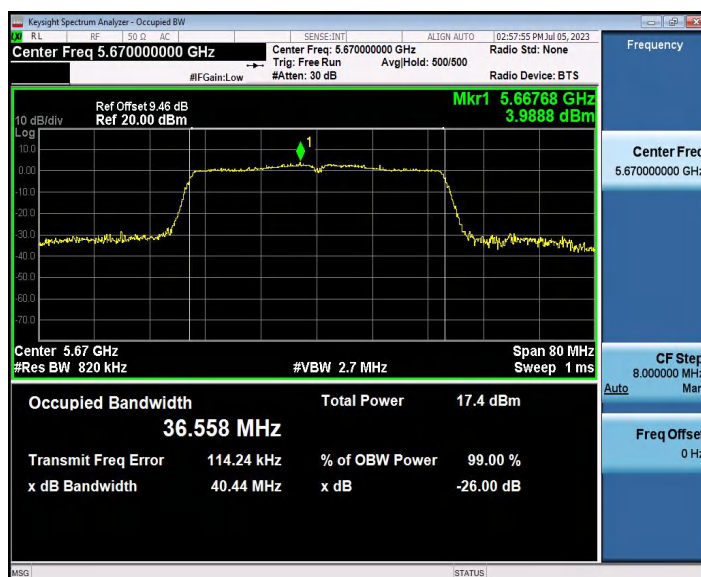 Keysight Spectrum Analyzer - Occupied BW
LXI RL RF 50 Ω AC SENSE:INT ALIGN AUTO 02:57:55 PM Jul 05, 2023
Center Freq 5.670000000 GHz
Center Freq: 5.670000000 GHz Radio Std: None
Trig: Free Run Avg|Hold: 500/500
#IFGain:Low #Atten: 30 dB Radio Device: BTS
Frequency
Ref Offset 9.46 dB Mkr1 5.66768 GHz
10 dB/div Ref 20.00 dBm 3.9888 dBm
Log
10.0
0.00
-10.0
-20.0
-30.0
-40.0
-60.0
-70.0
1
Center 5.67 GHz Span 80 MHz
#Res BW 820 kHz #VBW 2.7 MHz Sweep 1 ms
Occupied Bandwidth Total Power 17.4 dBm
36.558 MHz
Transmit Freq Error 114.24 kHz % of OBW Power 99.00 %
x dB Bandwidth 40.44 MHz x dB -26.00 dB
Center Freq
5.670000000 GHz
CF Step
8.000000 MHz
Auto Man
Freq Offset
0 Hz
MSG STATUS